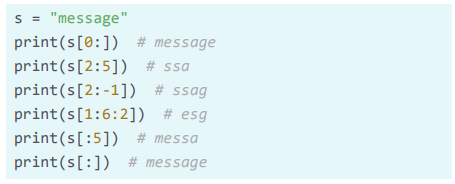 s = "message"
print(s[0:])  # message
print(s[2:5])  # ssa
print(s[2:-1])  # ssag
print(s[1:6:2])  # esg
print(s[:5])  # messa
print(s[:])  # message